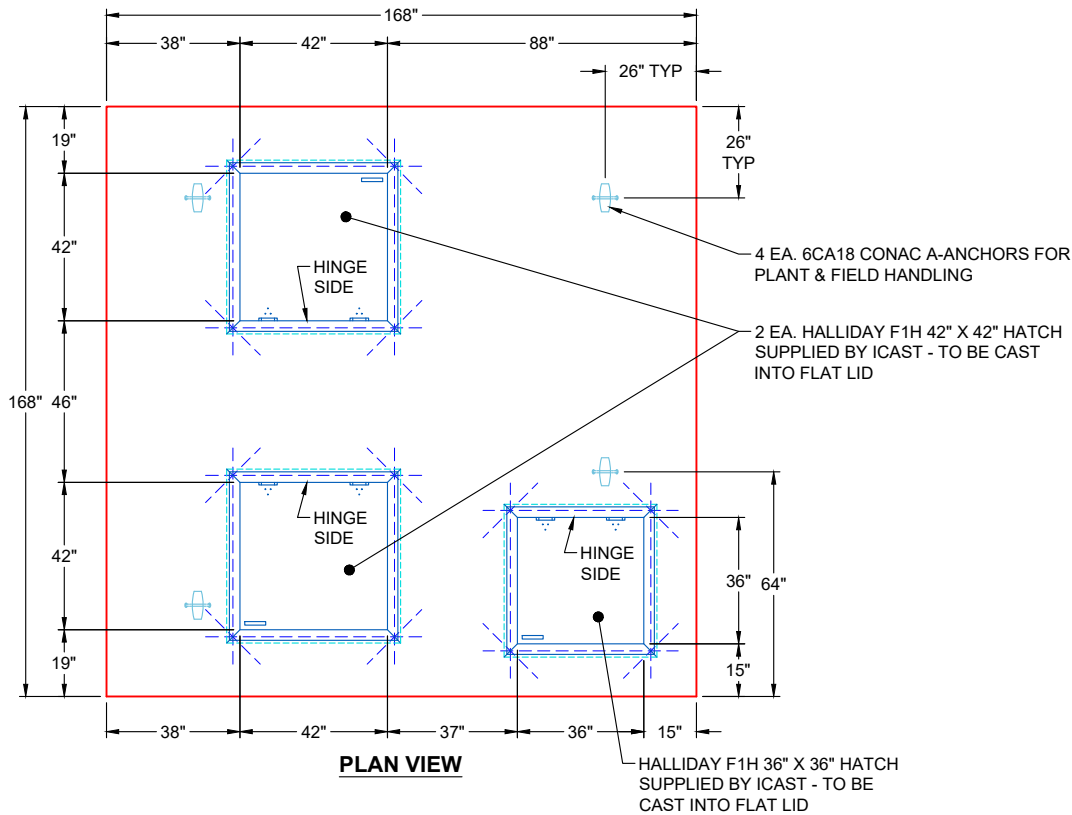 168"
38"
42"
88"
26" TYP
19"
26"
TYP
42"
HINGE
SIDE
4 EA. 6CA18 CONAC A-ANCHORS FOR
PLANT & FIELD HANDLING
2 EA. HALLIDAY F1H 42" X 42" HATCH
SUPPLIED BY ICAST - TO BE CAST
INTO FLAT LID
168"
46"
HINGE
SIDE
42"
HINGE
SIDE
36"
64"
19"
15"
38"
42"
37"
36"
15"
PLAN VIEW
HALLIDAY F1H 36" X 36" HATCH
SUPPLIED BY ICAST - TO BE
CAST INTO FLAT LID